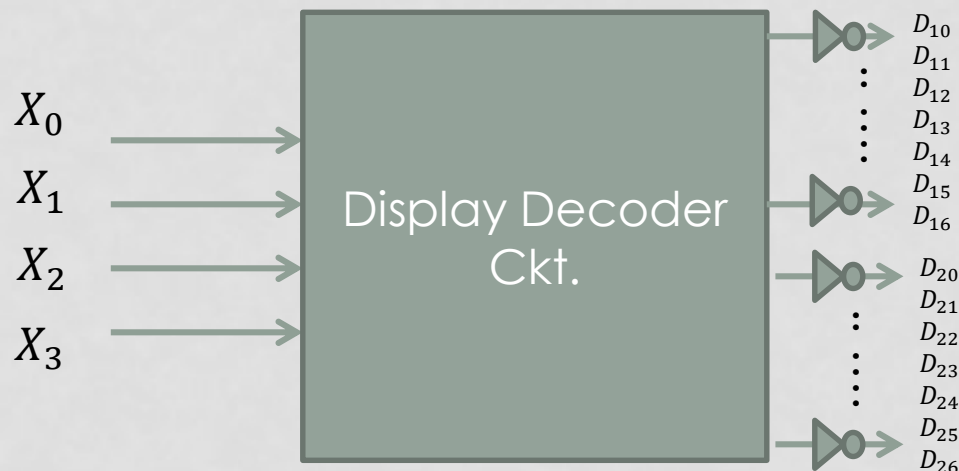 X₀
X₁
X₂
X₃
Display Decoder
Ckt.
D₁₀
D₁₁
D₁₂
D₁₃
D₁₄
D₁₅
D₁₆
D₂₀
D₂₁
D₂₂
D₂₃
D₂₄
D₂₅
D₂₆